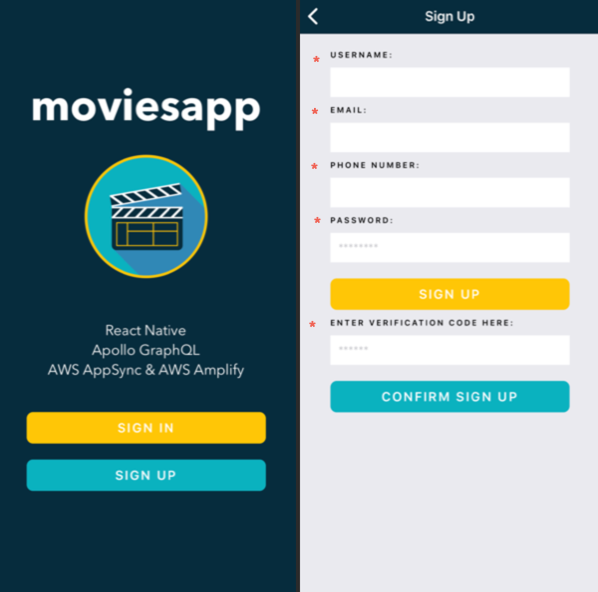 moviesapp
React Native
Apollo GraphQL
AWS AppSync & AWS Amplify
SIGN IN
SIGN UP
Sign Up
* USERNAME:
* EMAIL:
* PHONE NUMBER:
* PASSWORD:
••••••••
SIGN UP
* ENTER VERIFICATION CODE HERE:
••••••
CONFIRM SIGN UP